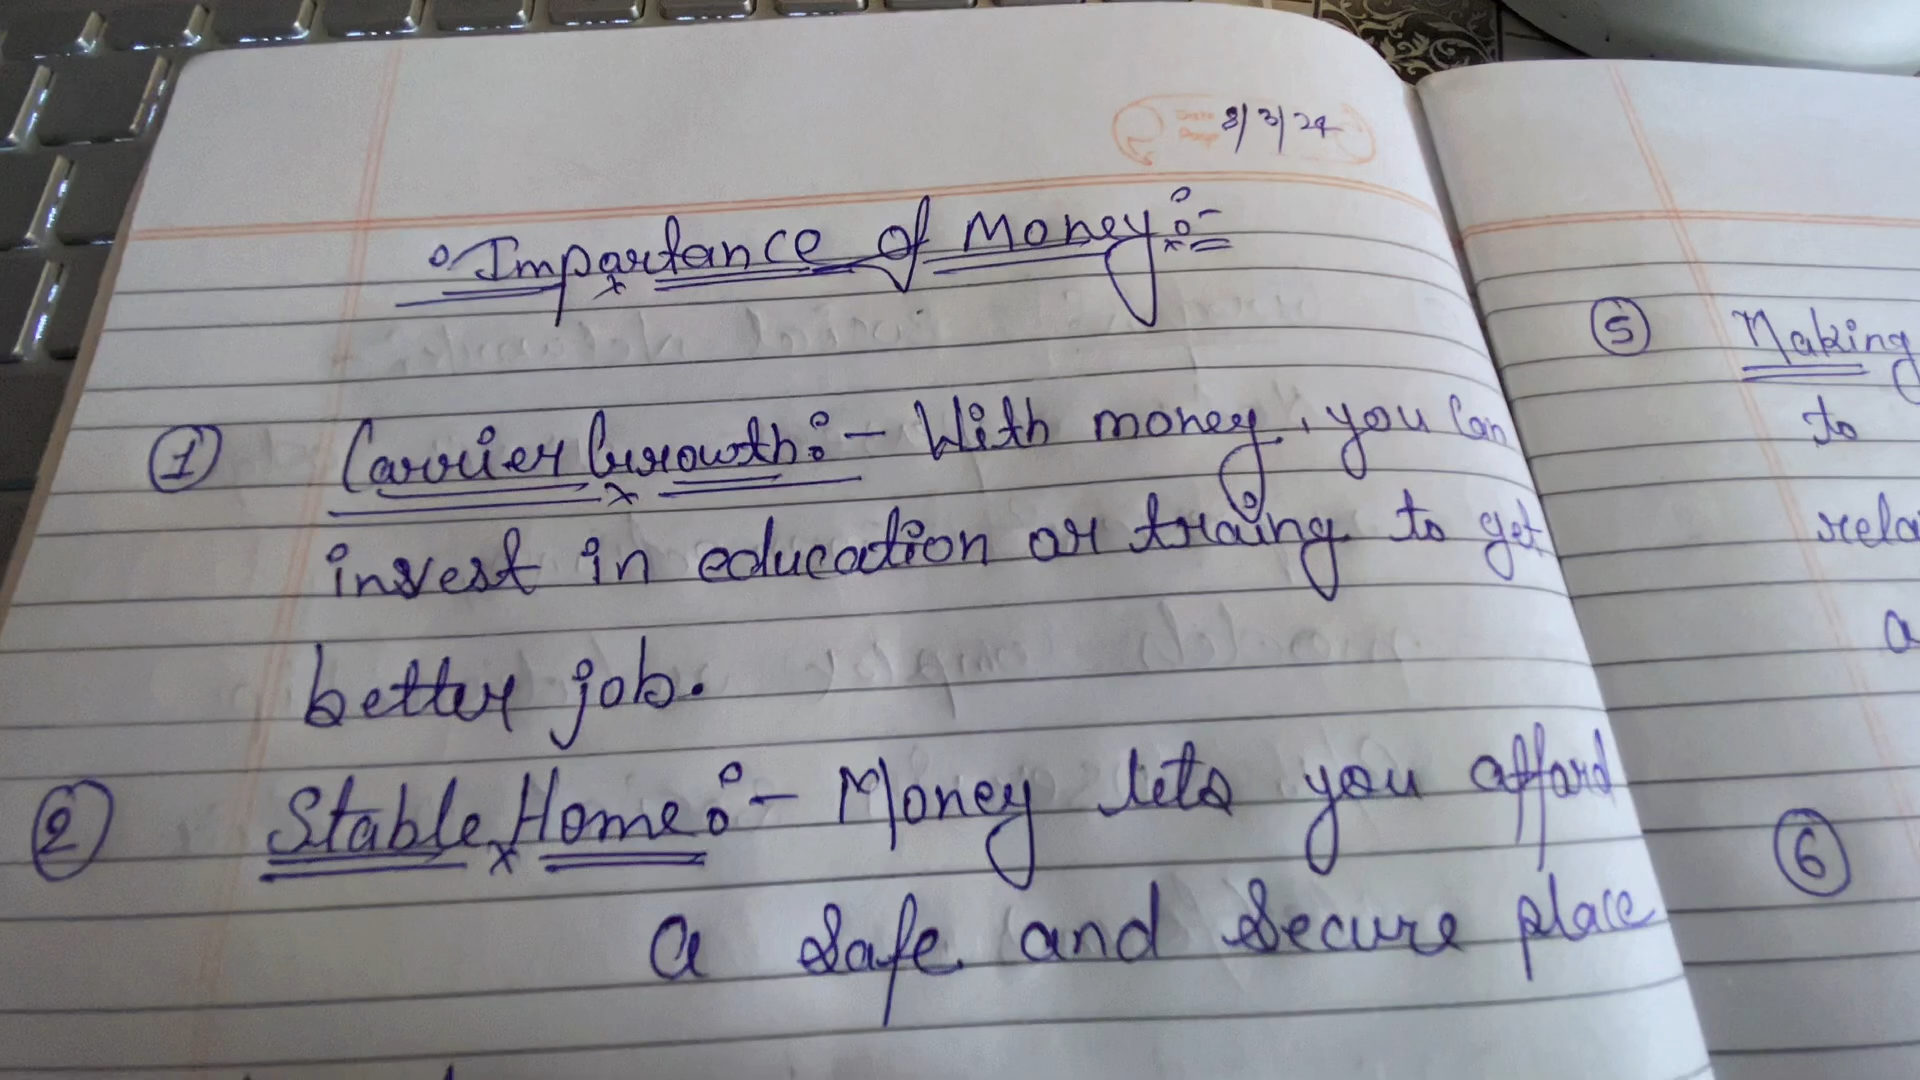 Date 8/3/24
Importance of Money:-
① Carrier Growth:- With money, you can
invest in education or traing to get
better job.
② Stable Home:- Money lets you afford
a safe and secure place
⑤ Making
to
rela
a
⑥